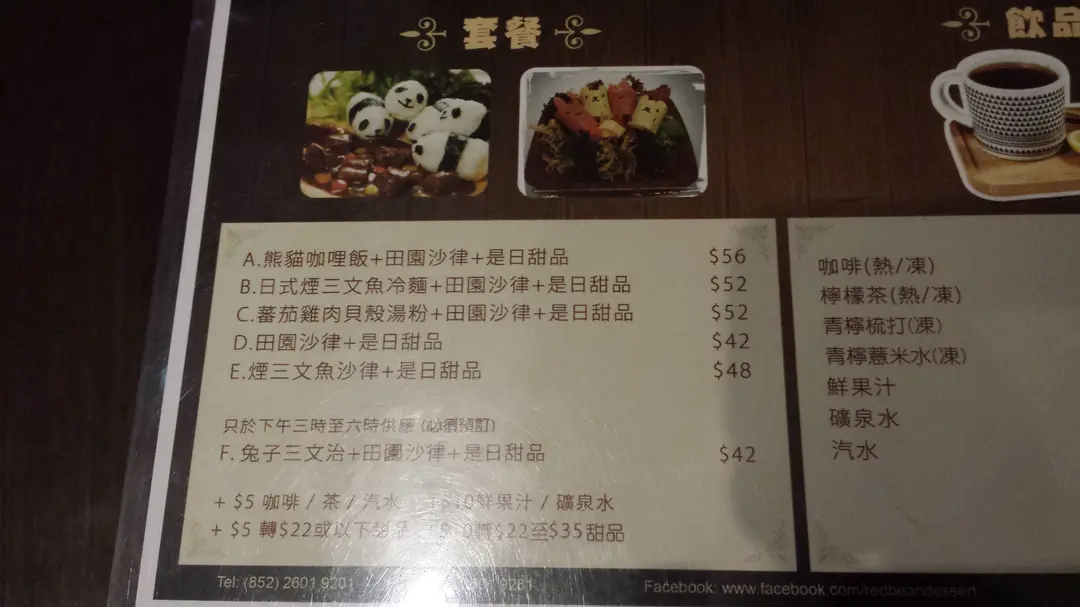 套餐
飲品
A.熊貓咖哩飯+田園沙律+是日甜品 $56
B.日式煙三文魚冷麵+田園沙律+是日甜品 $52
C.蕃茄雞肉貝殼湯粉+田園沙律+是日甜品 $52
D.田園沙律+是日甜品 $42
E.煙三文魚沙律+是日甜品 $48
只於下午三時至六時供應 (必須預訂)
F.兔子三文治+田園沙律+是日甜品 $42
+ $5 咖啡 / 茶 / 汽水 +$10鮮果汁 / 礦泉水
+ $5 轉$22或以下甜品 $10轉$22至$35甜品
咖啡(熱/凍)
檸檬茶(熱/凍)
青檸梳打(凍)
青檸薏米水(凍)
鮮果汁
礦泉水
汽水
Tel: (852) 2601 9201 9281
Facebook: www.facebook.com/redbeandessert